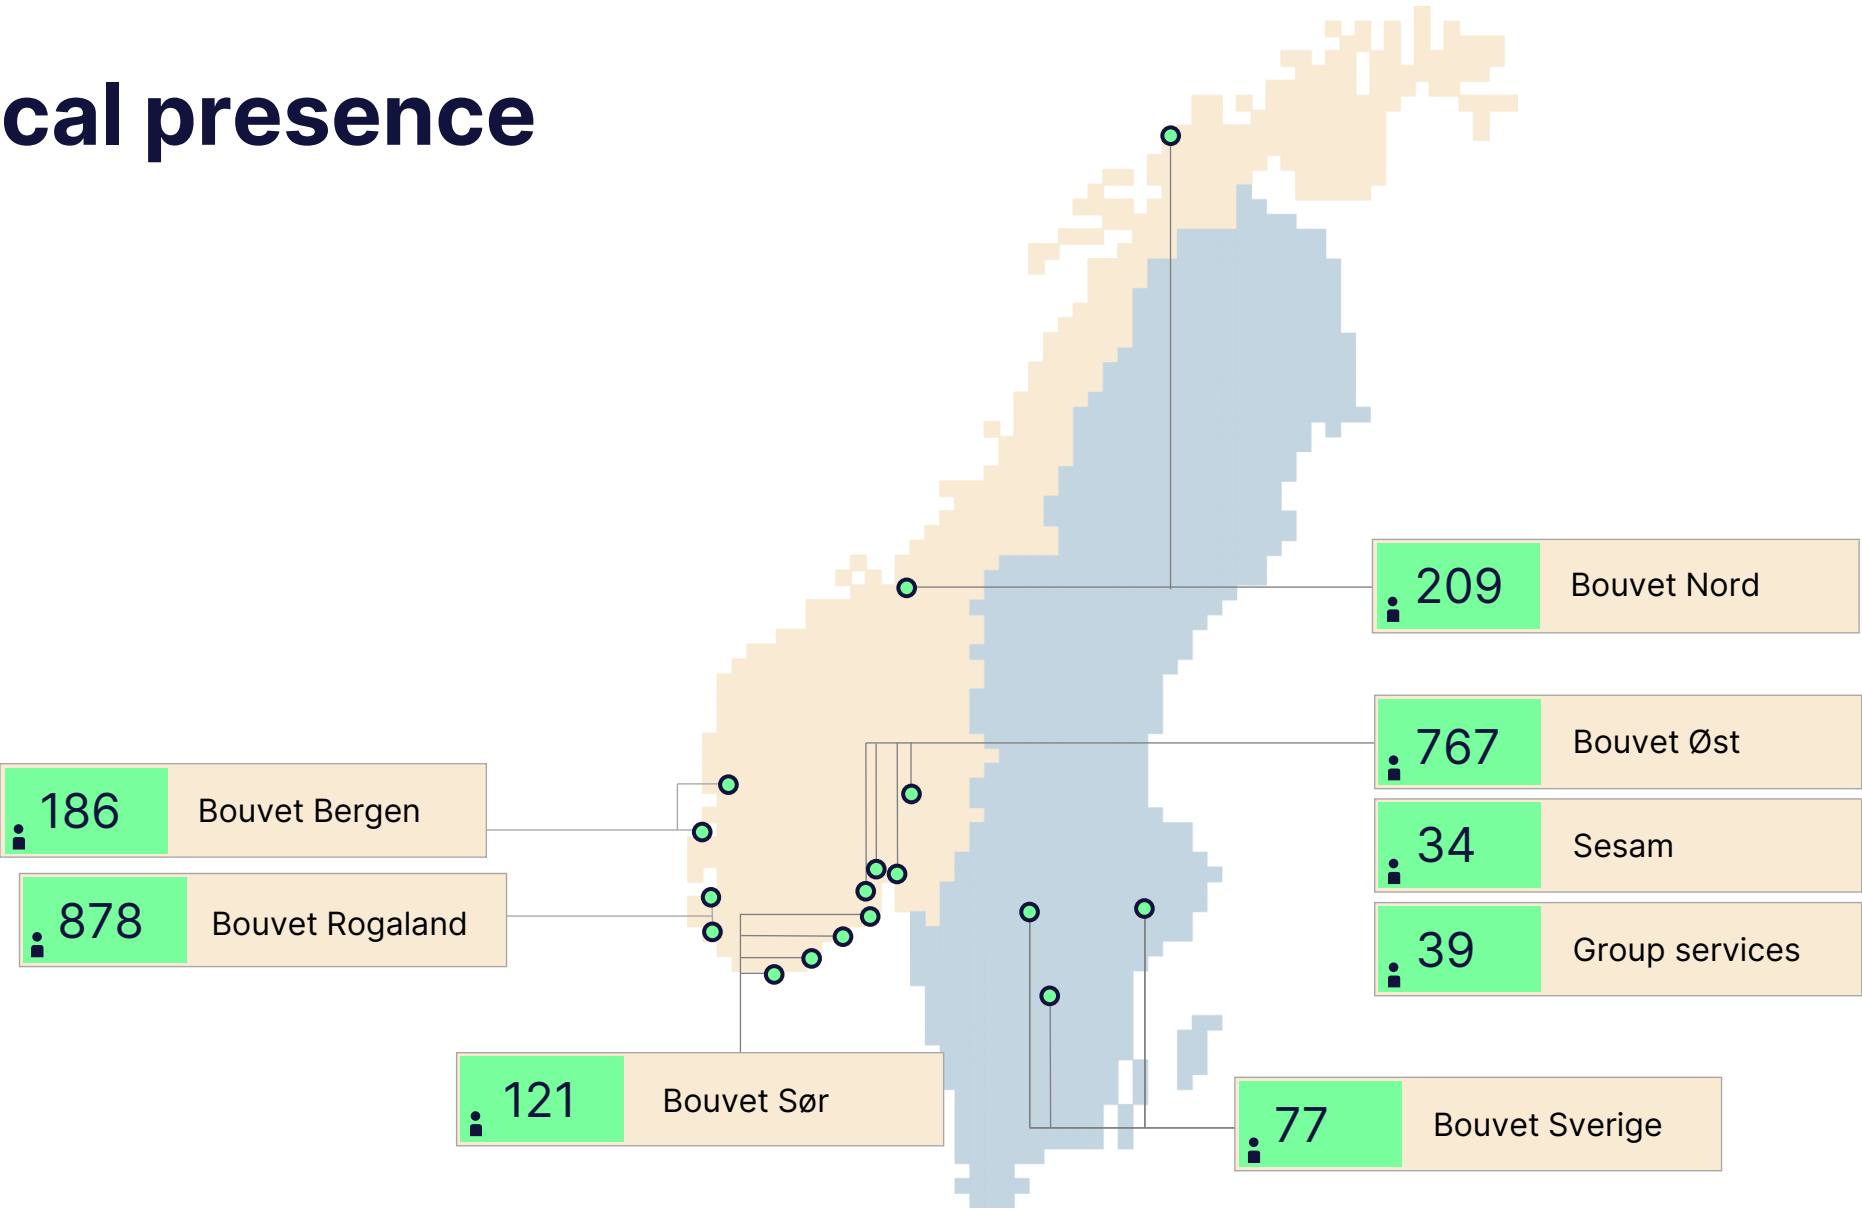 cal presence
209 Bouvet Nord
767 Bouvet Øst
186 Bouvet Bergen
34 Sesam
878 Bouvet Rogaland
39 Group services
121 Bouvet Sør
77 Bouvet Sverige